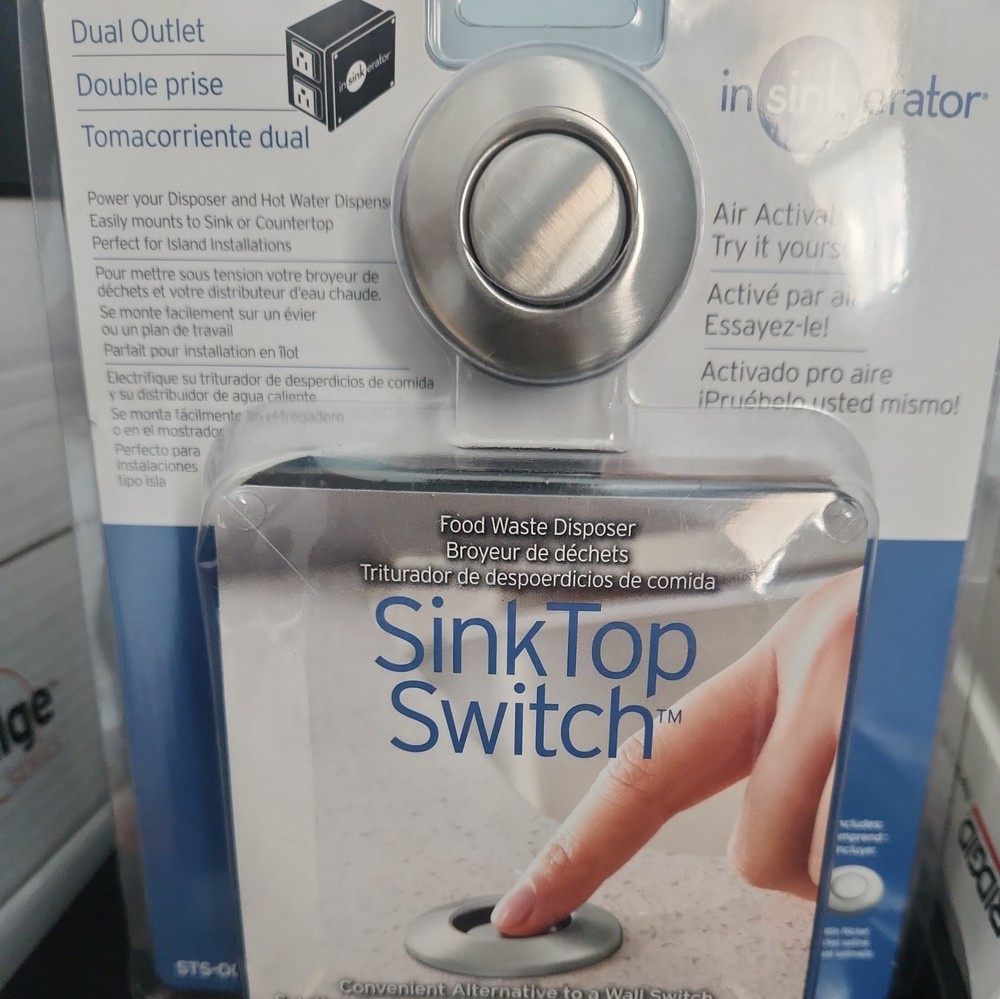 Dual Outlet
Double prise
Tomacorriente dual
insinkerator
insinkerator
Power your Disposer and Hot Water
Easily mounts to Sink or Countertop
Perfect for Island Installations
Pour mettre sous tension votre broyeur de
déchets et votre distributeur d'eau chaude.
Se monte facilement sur un évier
ou un plan de travail
Parfait pour installation en îlot
Electrifique su triturador de desperdicios de comida
y su distribuidor de agua caliente
Se monta fácilmente en el fregadero
o en el mostrador
Perfecto para
instalaciones
tipo isla
Air
Try it
Activé par
Essayez-le!
Activado pro aire
¡Pruébelo usted mismo!
Food Waste Disposer
Broyeur de déchets
Triturador de despoerdicios de comida
SinkTop
Switch™
Convenient Alternative to a Wall Switch
RIDGID